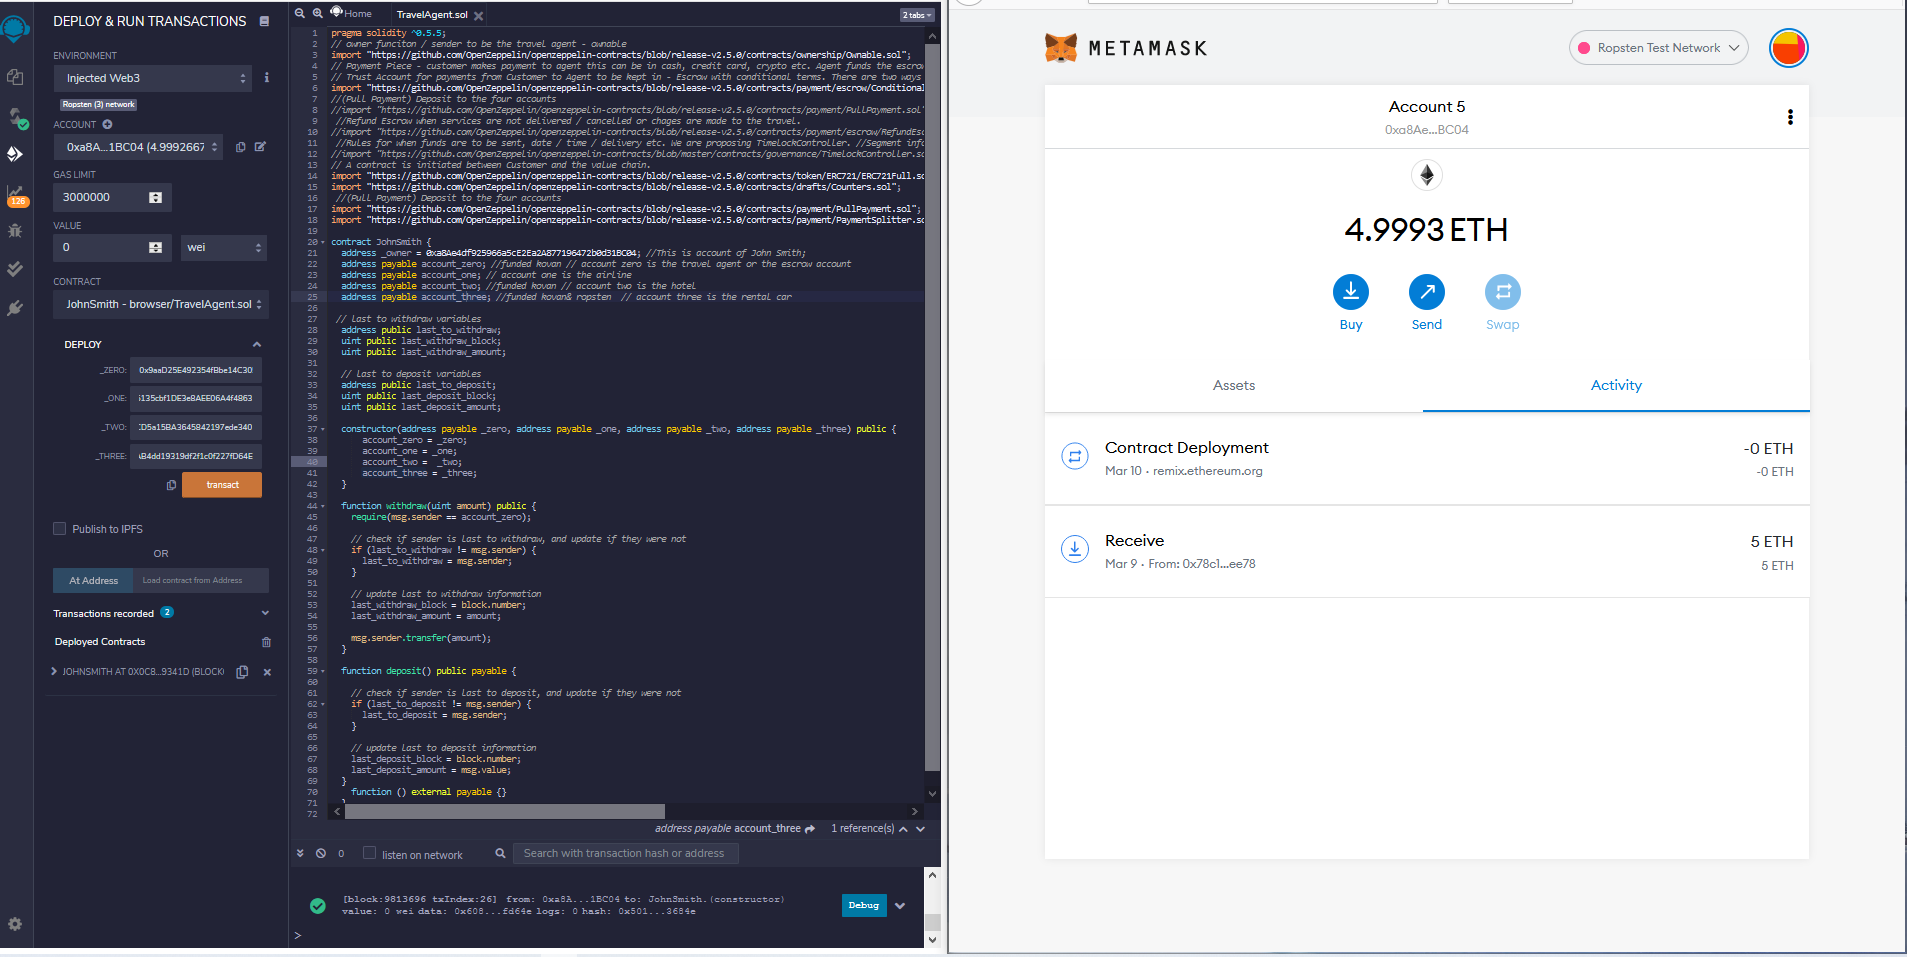 DEPLOY & RUN TRANSACTIONS
ENVIRONMENT
Injected Web3
Ropsten (3) network
ACCOUNT
0xa8A...1BC04 (4.9992667
GAS LIMIT
3000000
VALUE
0
wei
CONTRACT
JohnSmith - browser/TravelAgent.sol
DEPLOY
_ZERO: 0x9aaD25E492354fBbe14C30
_ONE: 135cbf1DE3e8AEE06A4f4863
_TWO: D5a15BA3645842197ede340
_THREE: B4dd19319df2f1c0f227fD64E
transact
Publish to IPFS
OR
At Address
Load contract from Address
Transactions recorded 2
Deployed Contracts
JOHNSMITH AT 0X0C8...9341D (BLOCK
126
Home
TravelAgent.sol
2 tabs
1 pragma solidity ^0.5.5;
2 // owner funciton / sender to be the travel agent - ownable
3 import "https://github.com/OpenZeppelin/openzeppelin-contracts/blob/release-v2.5.0/contracts/ownership/Ownable.sol";
4 // Payment Piece - customer makes payment to agent this can be in cash, credit card, crypto etc. Agent funds the escrow
5 // Trust Account for payments from Customer to Agent to be kept in - Escrow with conditional terms. There are two ways
6 import "https://github.com/OpenZeppelin/openzeppelin-contracts/blob/release-v2.5.0/contracts/payment/escrow/Conditional
7 //(Pull Payment) Deposit to the four accounts
8 //import "https://github.com/OpenZeppelin/openzeppelin-contracts/blob/release-v2.5.0/contracts/payment/PullPayment.sol"
9 //Refund Escrow when services are not delivered / cancelled or chages are made to the travel.
10 //import "https://github.com/OpenZeppelin/openzeppelin-contracts/blob/release-v2.5.0/contracts/payment/escrow/RefundEsc
11 //Rules for when funds are to be sent, date / time / delivery etc. We are proposing TimeLockController. //Segment info
12 //import "https://github.com/OpenZeppelin/openzeppelin-contracts/blob/master/contracts/governance/TimelockController.so
13 // A contract is initiated between Customer and the value chain.
14 import "https://github.com/OpenZeppelin/openzeppelin-contracts/blob/release-v2.5.0/contracts/token/ERC721/ERC721Full.so
15 import "https://github.com/OpenZeppelin/openzeppelin-contracts/blob/release-v2.5.0/contracts/drafts/Counters.sol";
16 //(Pull Payment) Deposit to the four accounts
17 import "https://github.com/OpenZeppelin/openzeppelin-contracts/blob/release-v2.5.0/contracts/payment/PullPayment.sol";
18 import "https://github.com/OpenZeppelin/openzeppelin-contracts/blob/release-v2.5.0/contracts/payment/PaymentSplitter.so
19
20 contract JohnSmith {
21 address _owner = 0xa8Ae4df925966a5cE2Ea2A877196472b0d31BC04; //This is account of John Smith;
22 address payable account_zero; //funded kovan // account zero is the travel agent or the escrow account
23 address payable account_one; // account one is the airline
24 address payable account_two; //funded kovan // account two is the hotel
25 address payable account_three; //funded kovan& ropsten // account three is the rental car
26
27 // last to withdraw variables
28 address public last_to_withdraw;
29 uint public last_withdraw_block;
30 uint public last_withdraw_amount;
31
32 // Last to deposit variables
33 address public last_to_deposit;
34 uint public last_deposit_block;
35 uint public last_deposit_amount;
36
37 constructor(address payable _zero, address payable _one, address payable _two, address payable _three) public {
38 account_zero = _zero;
39 account_one = _one;
40 account_two = _two;
41 account_three = _three;
42 }
43
44 function withdraw(uint amount) public {
45 require(msg.sender == account_zero);
46
47 // check if sender is last to withdraw, and update if they were not
48 if (last_to_withdraw != msg.sender) {
49 last_to_withdraw = msg.sender;
50 }
51
52 // update last to withdraw information
53 last_withdraw_block = block.number;
54 last_withdraw_amount = amount;
55
56 msg.sender.transfer(amount);
57 }
58
59 function deposit() public payable {
60
61 // check if sender is last to deposit, and update if they were not
62 if (last_to_deposit != msg.sender) {
63 last_to_deposit = msg.sender;
64 }
65
66 // update last to deposit information
67 last_deposit_block = block.number;
68 last_deposit_amount = msg.value;
69 }
70 function () external payable {}
71 }
72
address payable account_three 1 reference(s)
0
listen on network
Search with transaction hash or address
[block:9813696 txIndex:26] from: 0xa8A...1BC04 to: JohnSmith.(constructor)
value: 0 wei data: 0x608...fd64e logs: 0 hash: 0x501...3684e
Debug
>
METAMASK
Ropsten Test Network
Account 5
0xa8Ae...BC04
4.9993 ETH
Buy
Send
Swap
Assets
Activity
Contract Deployment
-0 ETH
Mar 10 · remix.ethereum.org
-0 ETH
Receive
5 ETH
Mar 9 · From: 0x78c1...ee78
5 ETH